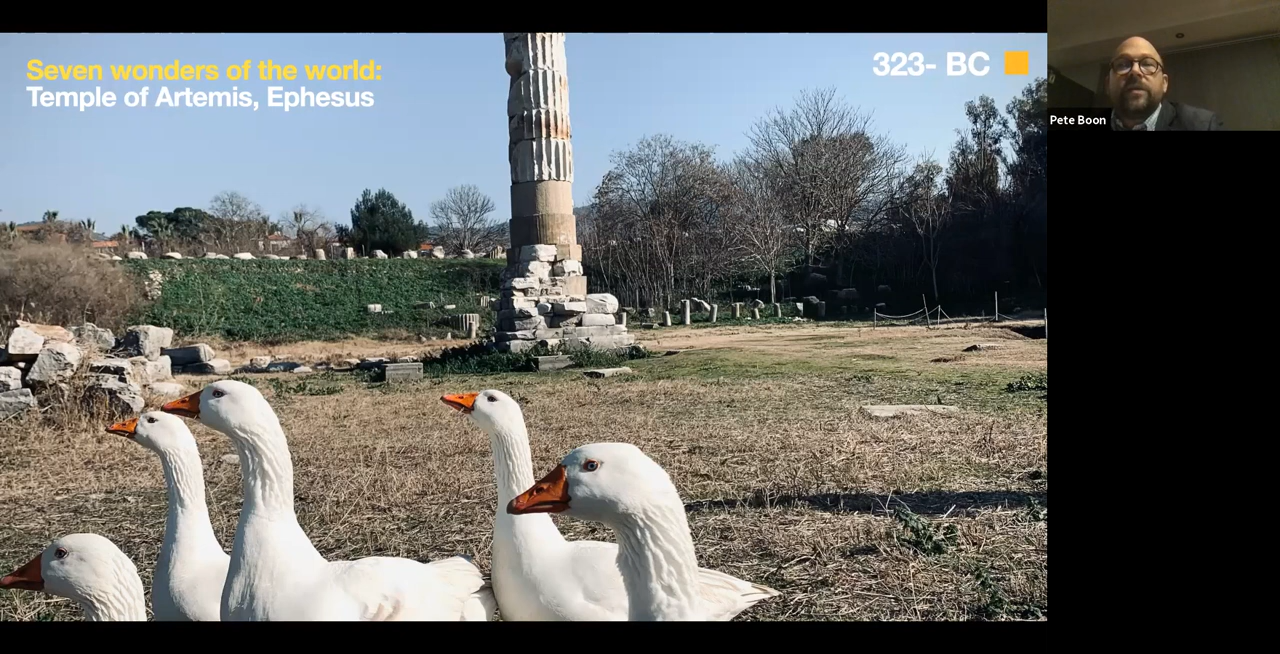 Seven wonders of the world:
Temple of Artemis, Ephesus
323- BC
Pete Boon